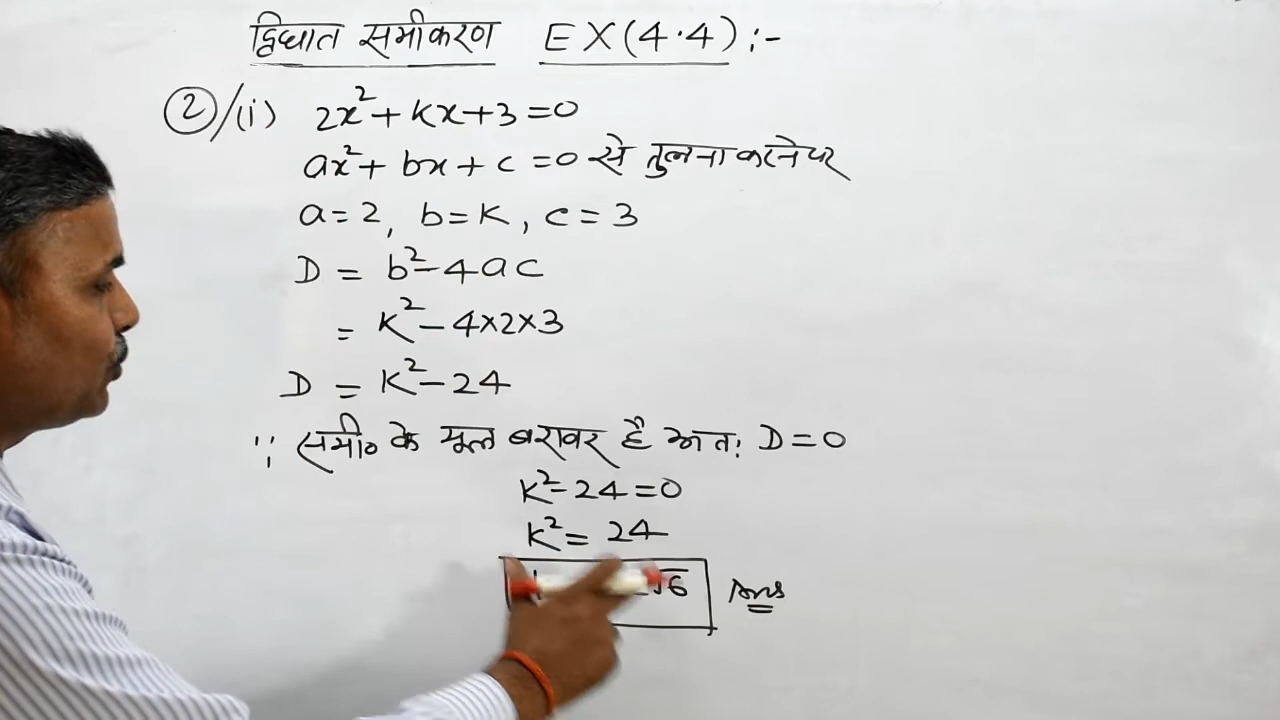 द्विघात समीकरण EX(4.4):-
2/(i) 2x²+Kx+3=0
ax²+bx+c=0 से तुलना करने पर
a=2, b=K, c=3
D = b²-4ac
= K²-4×2×3
D = K²-24
∵ समी० के मूल बराबर है अतः D=0
K²-24=0
K²=24
√6 Ans